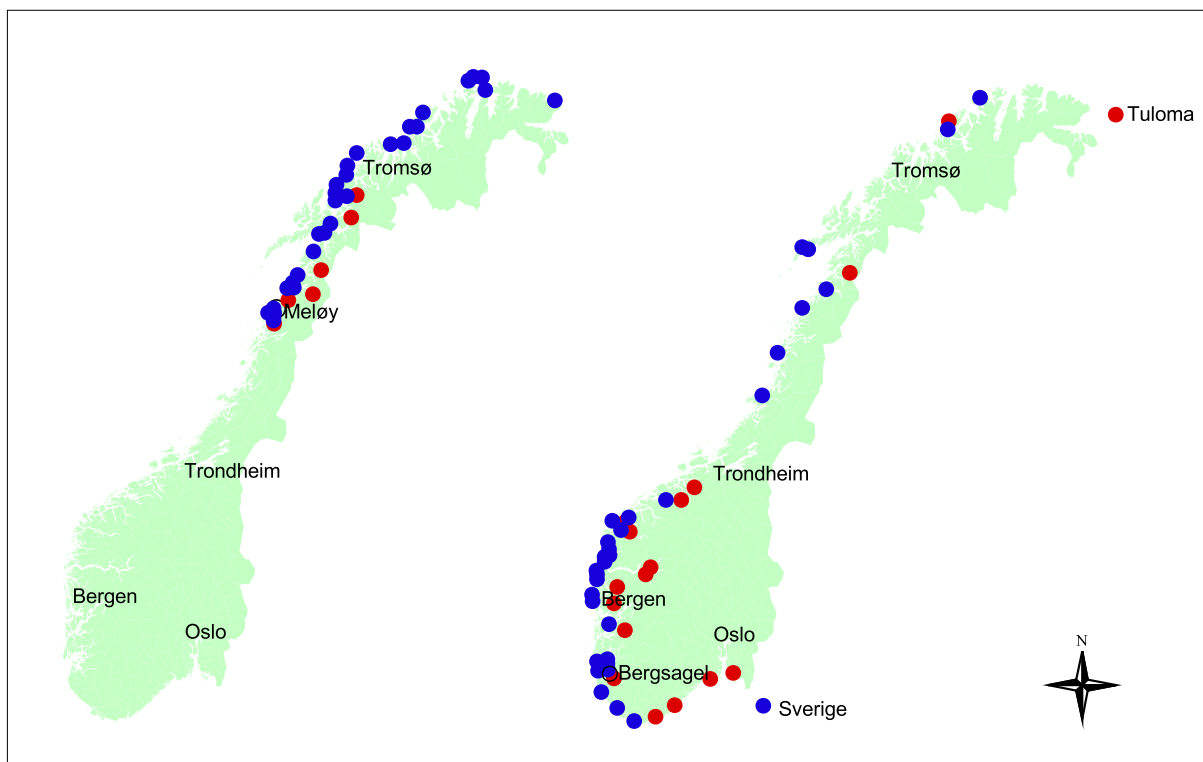 Tromsø
Meløy
Trondheim
Bergen
Oslo
Tuloma
Tromsø
Trondheim
Bergen
Oslo
Bergsagel
Sverige
N